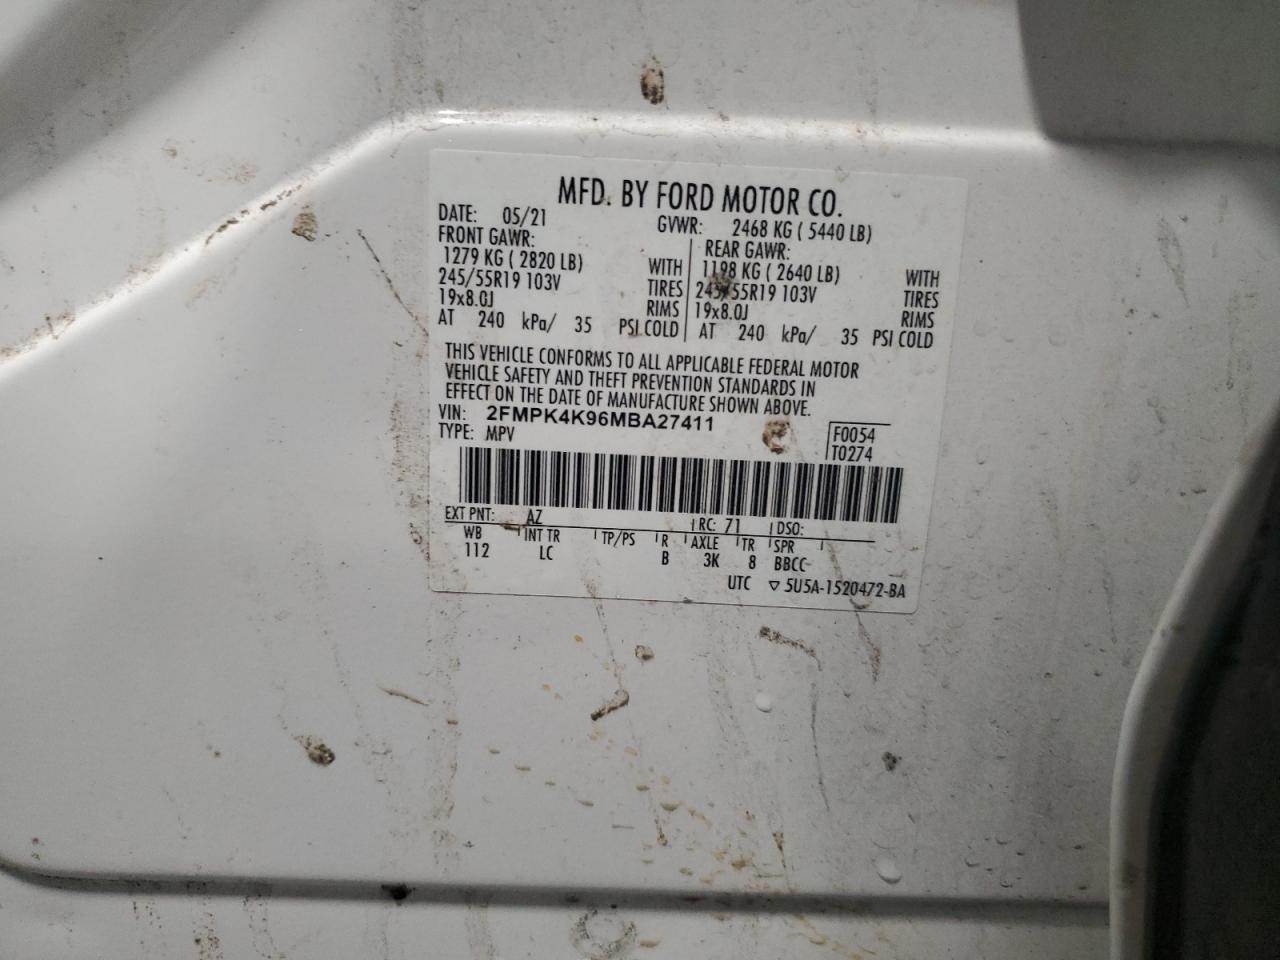 MFD. BY FORD MOTOR CO.
DATE: 05/21 GVWR: 2468 KG ( 5440 LB)
FRONT GAWR: REAR GAWR:
1279 KG ( 2820 LB) WITH 1198 KG ( 2640 LB) WITH
245/55R19 103V TIRES 245/55R19 103V TIRES
19x8.0J RIMS 19x8.0J RIMS
AT 240 kPa/ 35 PSI COLD AT 240 kPa/ 35 PSI COLD
THIS VEHICLE CONFORMS TO ALL APPLICABLE FEDERAL MOTOR
VEHICLE SAFETY AND THEFT PREVENTION STANDARDS IN
EFFECT ON THE DATE OF MANUFACTURE SHOWN ABOVE.
VIN: 2FMPK4K96MBA27411
TYPE: MPV
F0054
T0274
EXT PNT: AZ RC: 71 DSO:
WB INT TR TP/PS R AXLE TR SPR
112 LC B 3K 8 BBCC
UTC ▽ 5U5A-1520472-BA